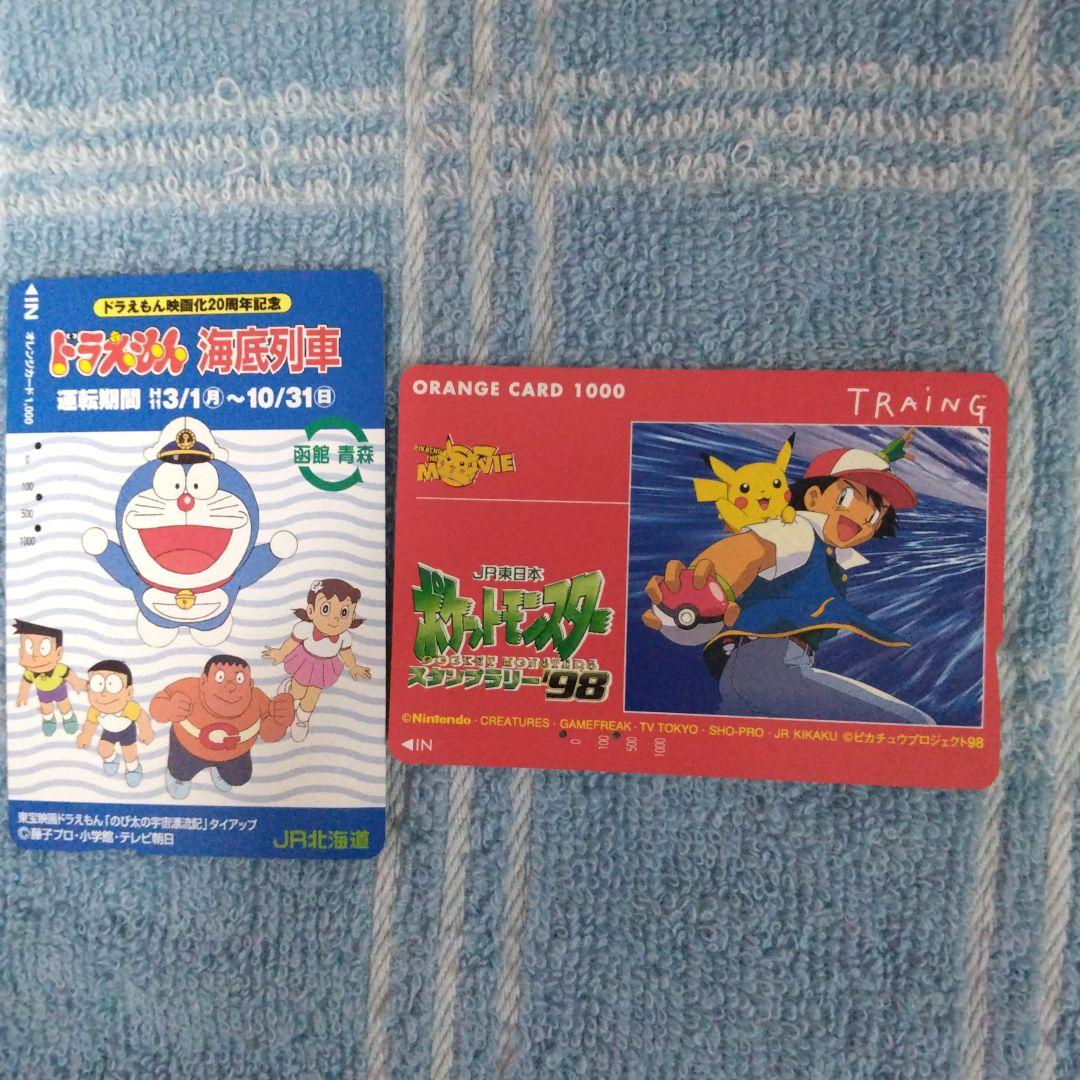 ◁IN
オレンジカード 1,000
ドラえもん映画化20周年記念
ドラえもん 海底列車
運転期間 H11 3/1㊊〜10/31㊐
函館 青森
0
100
500
1000
G
東宝映画ドラえもん「のび太の宇宙漂流記」タイアップ
©藤子プロ・小学館・テレビ朝日
JR北海道
ORANGE CARD 1000
TRAiNG
PIKACHU THE MOVIE
JR東日本
ポケットモンスター
POCKET MONSTERS
スタンプラリー'98
©Nintendo・CREATURES・GAMEFREAK・TV TOKYO・SHO-PRO・JR KIKAKU ©ピカチュウプロジェクト98
◁IN
0
100
500
1000